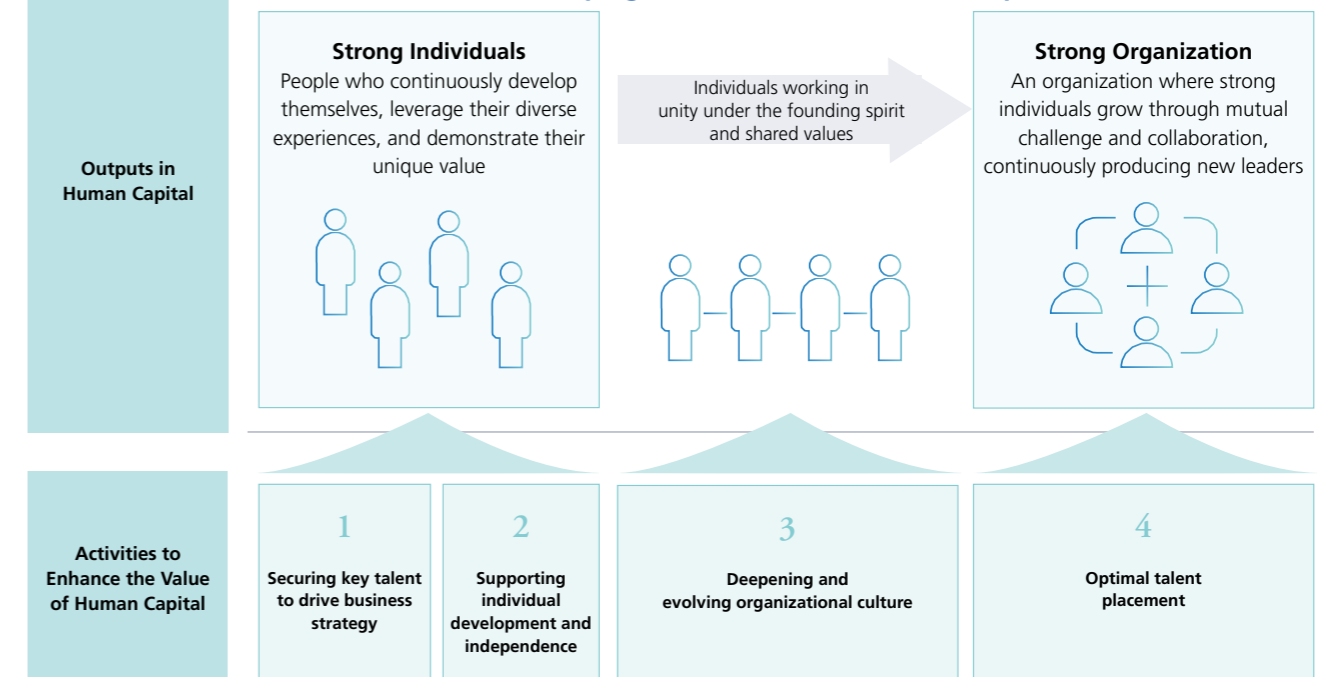 Outputs in
Human Capital
Strong Individuals
People who continuously develop
themselves, leverage their diverse
experiences, and demonstrate their
unique value
Individuals working in
unity under the founding spirit
and shared values
Strong Organization
An organization where strong
individuals grow through mutual
challenge and collaboration,
continuously producing new leaders
Activities to
Enhance the Value
of Human Capital
1
Securing key talent
to drive business
strategy
2
Supporting
individual
development and
independence
3
Deepening and
evolving organizational culture
4
Optimal talent
placement